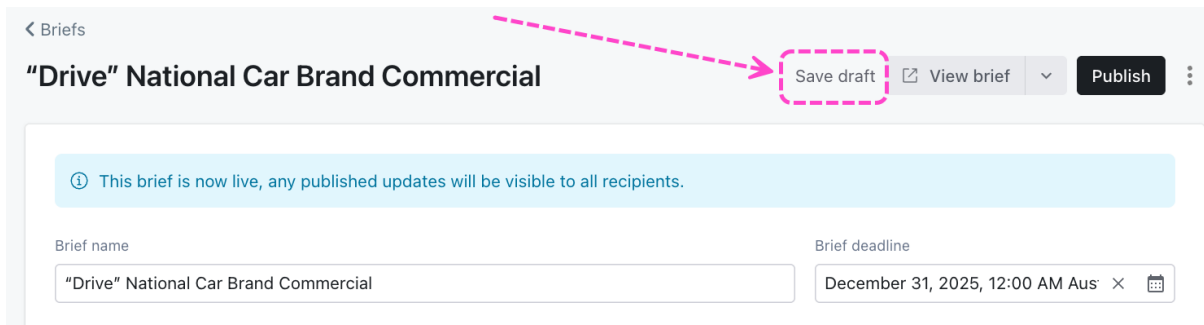 Briefs
“Drive” National Car Brand Commercial
Save draft
View brief
Publish
This brief is now live, any published updates will be visible to all recipients.
Brief name
Brief deadline
“Drive” National Car Brand Commercial
December 31, 2025, 12:00 AM Aus